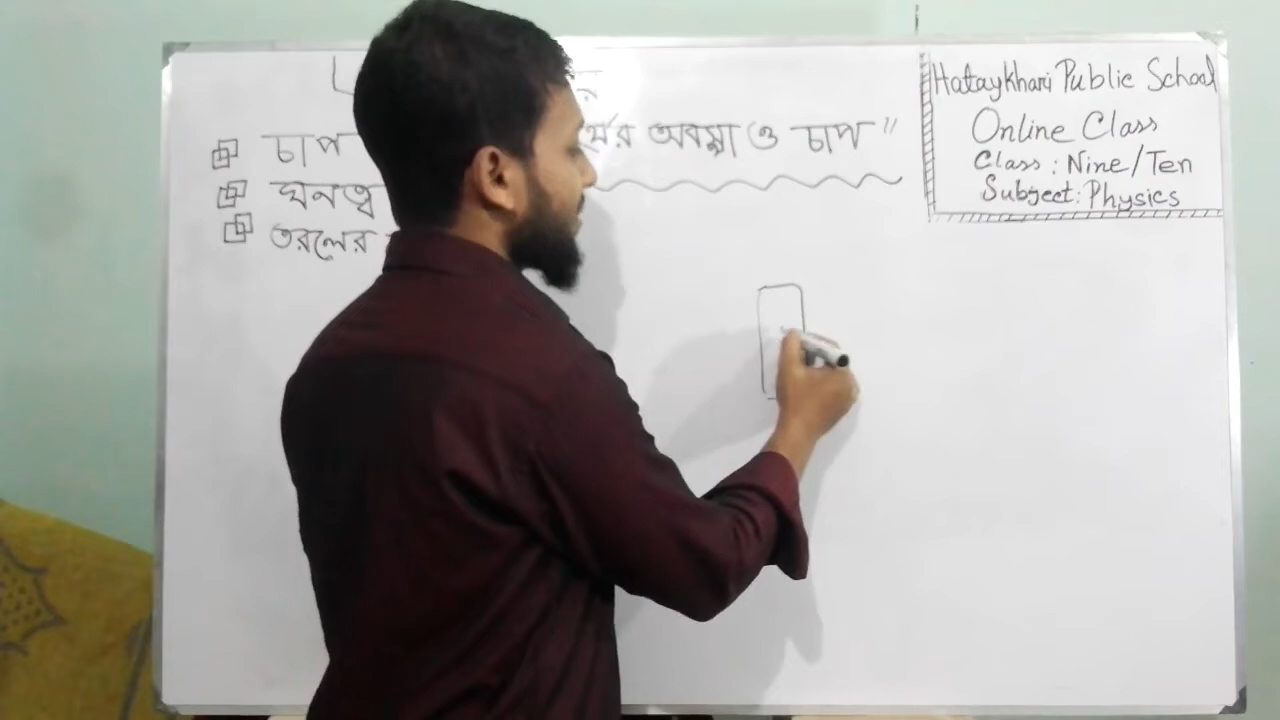 র্থের অবস্থা ও চাপ"
চাপ
ঘনত্ব
তরলের
Hataykhari Public School
Online Class
Class : Nine/Ten
Subject : Physics